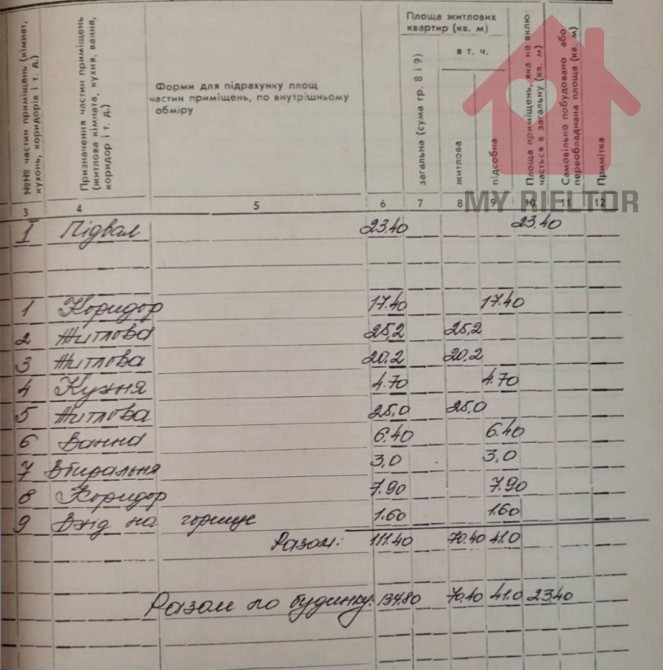 №№ частин приміщень (кімнат, кухонь, коридорів і т. д.)
Призначення частин приміщень (житлова кімната, кухня, ванна, коридор і т. д.)
Форми для підрахунку площ
частин приміщень, по внутрішньому
обміру
Площа житлових
квартир (кв. м)
загальна (сума гр. 8 і 9)
в т. ч.
житлова
підсобна
Площа приміщень, яка не включається в загальну (кв. м)
Самовільно побудовано або переобладнана площа (кв. м)
Примітка
MY RIELTOR
3 4 5 6 7 8 9 10 11 12
I Підвал 23.40 23.40
1 Коридор 17.40 17.40
2 Житлова 25,2 25,2
3 Житлова 20.2 20.2
4 Кухня 4.70 4.70
5 Житлова 25,0 25,0
6 Ванна 6.40 6.40
7 Вбиральня 3,0 3,0
8 Коридор 7.90 7.90
9 Вхід на горище 1.60 1.60
Разом: 111.40 70.40 41.0
Разом по будинку: 134.80 70.40 41.0 23.40